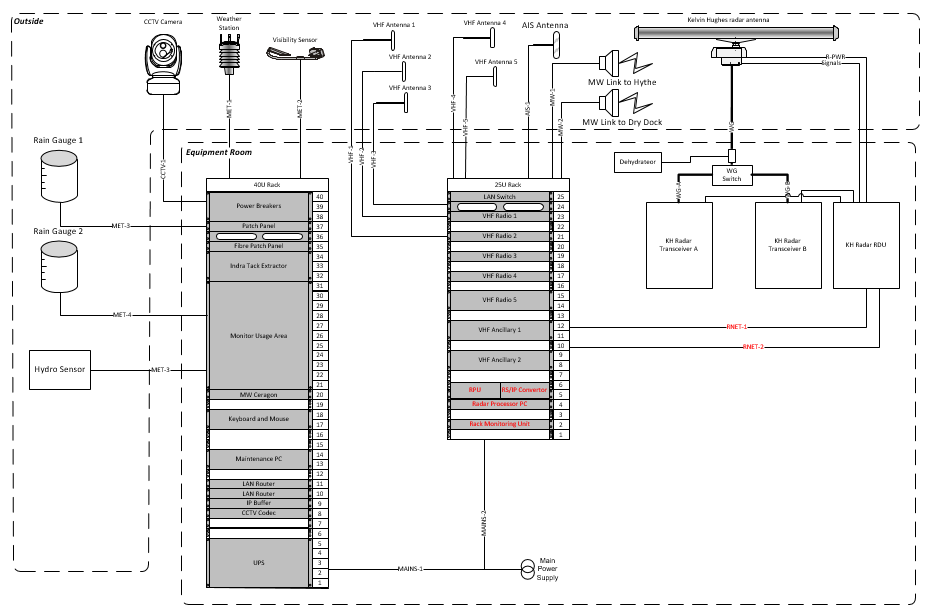 Outside
CCTV Camera
Weather
Station
Visibility Sensor
VHF Antenna 1
VHF Antenna 2
VHF Antenna 3
VHF Antenna 4
VHF Antenna 5
AIS Antenna
MW Link to Hythe
MW Link to Dry Dock
Kelvin Hughes radar antenna
R-PWR
Signals
Rain Gauge 1
Rain Gauge 2
Hydro Sensor
MET-1
MET-2
CCTV-1
MET-3
MET-4
MET-3
VHF-1
VHF-2
VHF-3
VHF-4
VHF-5
AIS-1
MW-1
MW-2
WG
Equipment Room
Dehydrateor
WG
Switch
WG-A
WG-B
KH Radar
Transceiver A
KH Radar
Transceiver B
KH Radar RDU
RNET-1
RNET-2
40U Rack
Power Breakers
40
39
38
Patch Panel
37
36
Fibre Patch Panel
35
Indra Tack Extractor
34
33
32
Monitor Usage Area
31
30
29
28
27
26
25
24
23
22
21
MW Ceragon
20
19
Keyboard and Mouse
18
17
16
15
Maintenance PC
14
13
12
LAN Router
11
LAN Router
10
IP Buffer
9
CCTV Codec
8
7
6
UPS
5
4
3
2
1
25U Rack
LAN Switch
25
24
VHF Radio 1
23
22
VHF Radio 2
21
20
VHF Radio 3
19
18
VHF Radio 4
17
16
VHF Radio 5
15
14
13
VHF Ancillary 1
12
11
10
VHF Ancillary 2
9
8
7
RPU
RS/IP Convertor
6
5
Radar Processor PC
4
3
Rack Monitoring Unit
2
1
MAINS-2
MAINS-1
Main
Power
Supply